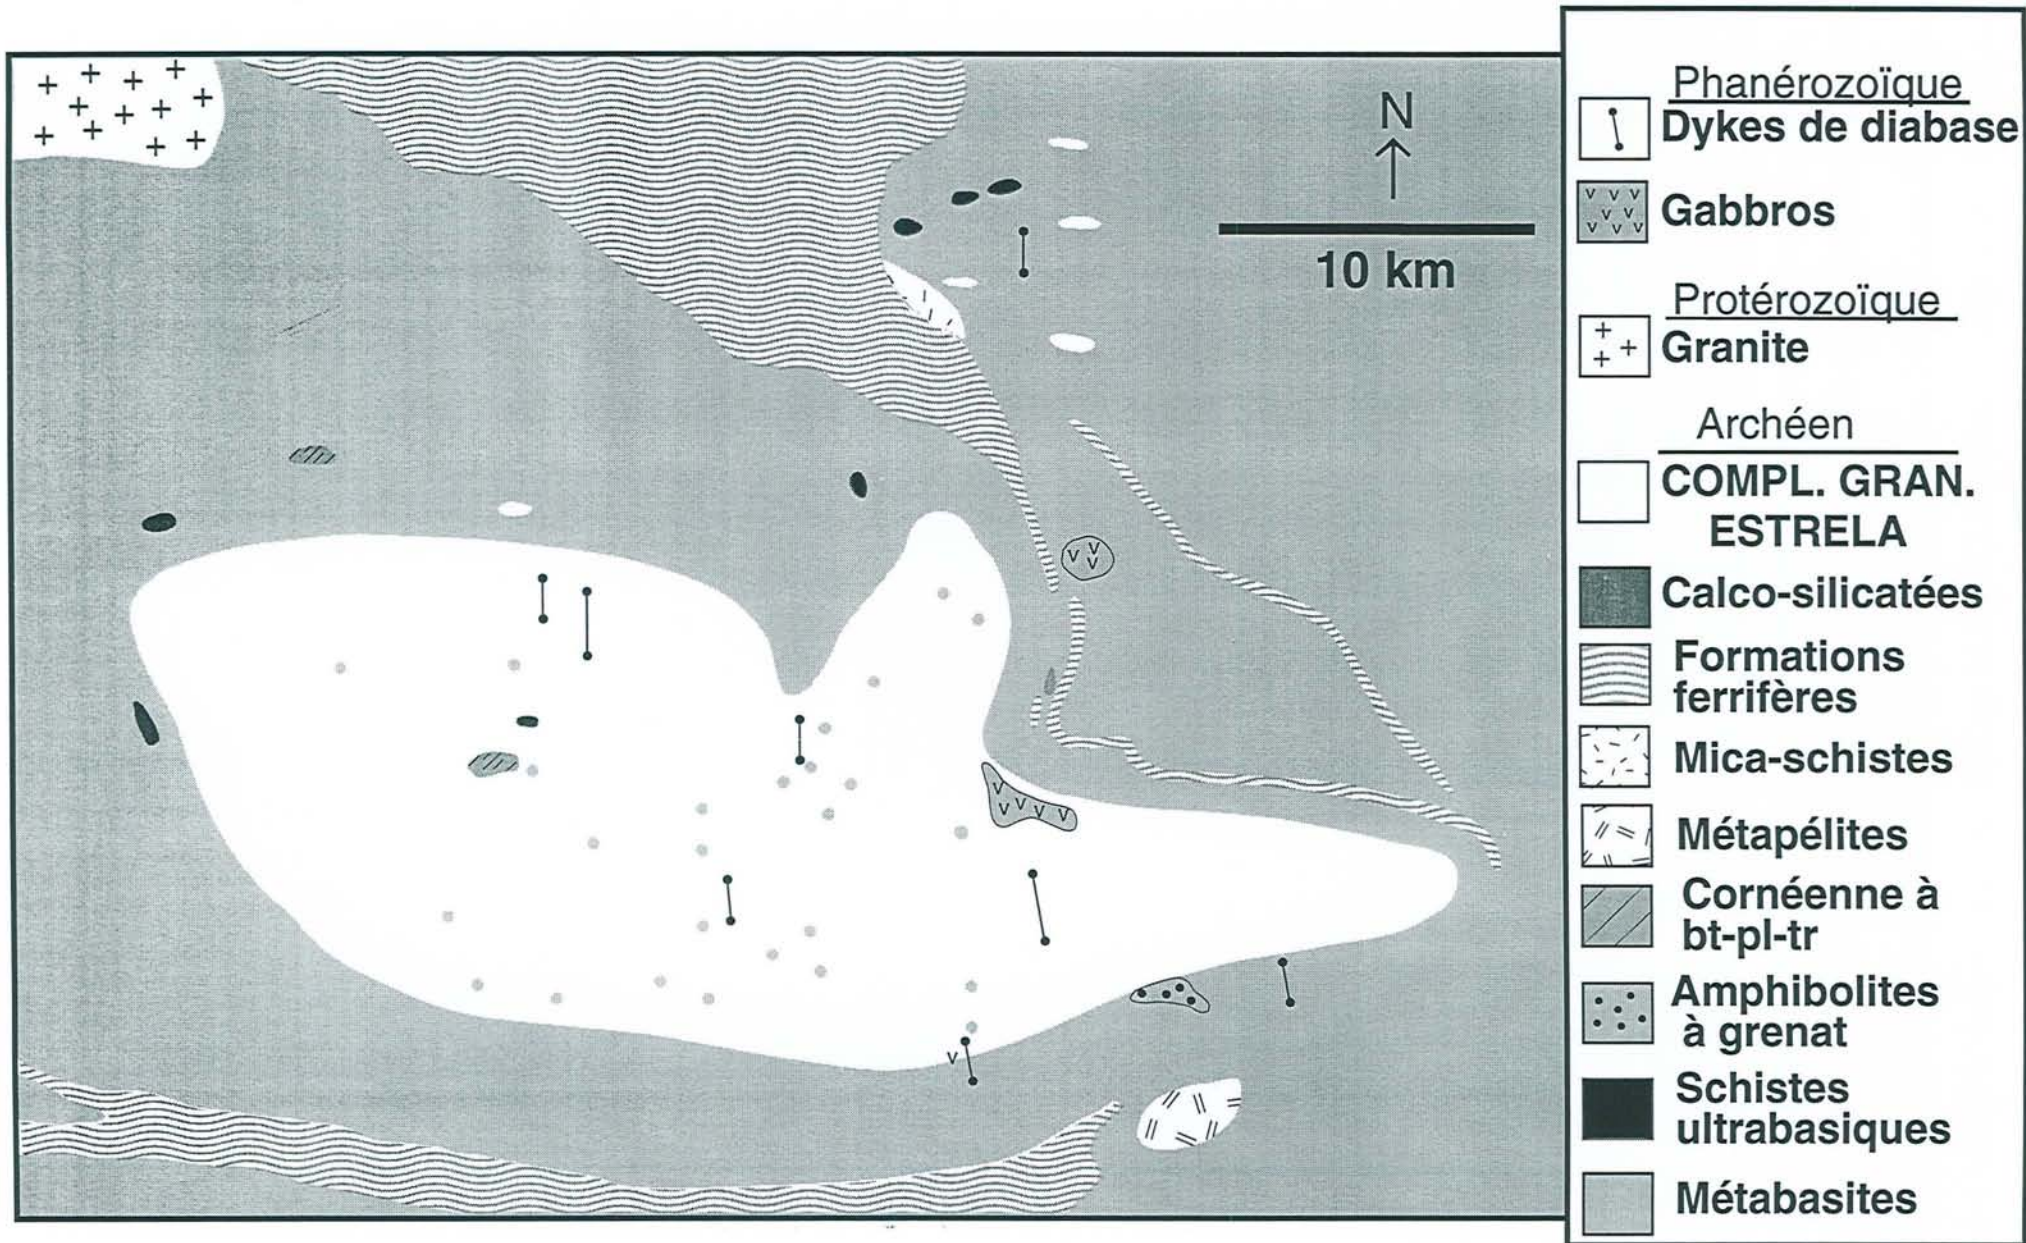 N
10 km
Phanérozoïque
Dykes de diabase
Gabbros
Protérozoïque
Granite
Archéen
COMPL. GRAN.
ESTRELA
Calco-silicatées
Formations
ferrifères
Mica-schistes
Métapélites
Cornéenne à
bt-pl-tr
Amphibolites
à grenat
Schistes
ultrabasiques
Métabasites